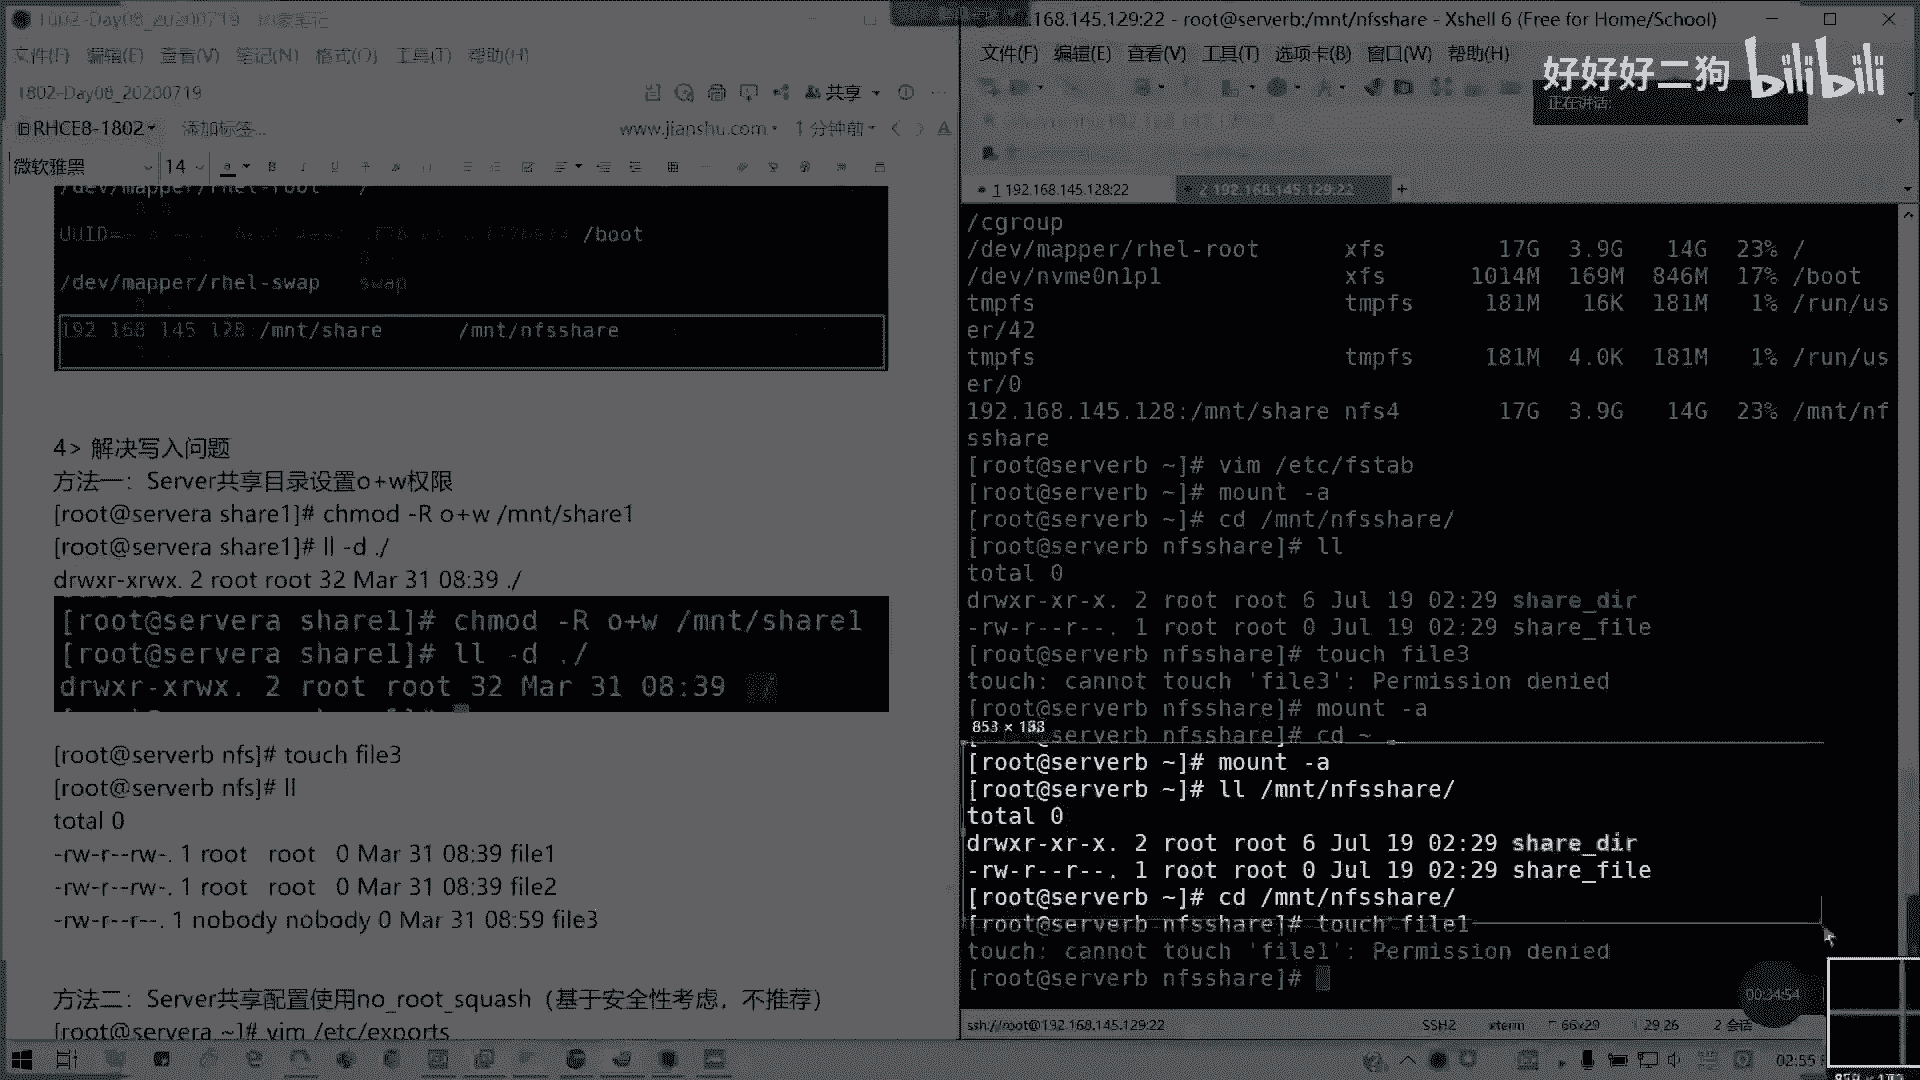 1802-Day08_20200719
文件(F) 编辑(E) 查看(V) 笔记(N) 格式(O) 工具(T) 帮助(H)
1802-Day08_20200719
共享
RHCE8-1802
添加标签...
www.jianshu.com
1 分钟前
微软雅黑
14
/dev/mapper/rhel-root /
/boot
/dev/mapper/rhel-swap swap
192 168 145 128:/mnt/share /mnt/nfsshare
4> 解决写入问题
方法一：Server共享目录设置o+w权限
[root@servera share1]# chmod -R o+w /mnt/share1
[root@servera share1]# ll -d ./
drwxr-xrwx. 2 root root 32 Mar 31 08:39 ./
[root@servera share1]# chmod -R o+w /mnt/share1
[root@servera share1]# ll -d ./
drwxr-xrwx. 2 root root 32 Mar 31 08:39 ./
[root@serverb nfs]# touch file3
[root@serverb nfs]# ll
total 0
-rw-r--rw-. 1 root root 0 Mar 31 08:39 file1
-rw-r--rw-. 1 root root 0 Mar 31 08:39 file2
-rw-r--r--. 1 nobody nobody 0 Mar 31 08:59 file3
方法二：Server共享配置使用no_root_squash（基于安全性考虑，不推荐）
[root@servera ~]# vim /etc/exports
.168.145.129:22 - root@serverb:/mnt/nfsshare - Xshell 6 (Free for Home/School)
文件(F) 编辑(E) 查看(V) 工具(T) 选项卡(B) 窗口(W) 帮助(H)
好好好二狗 bilibili
正在讲话:
1 192.168.145.128:22
2 192.168.145.129:22
/cgroup
/dev/mapper/rhel-root xfs 17G 3.9G 14G 23% /
/dev/nvme0n1p1 xfs 1014M 169M 846M 17% /boot
tmpfs tmpfs 181M 16K 181M 1% /run/us
er/42
tmpfs tmpfs 181M 4.0K 181M 1% /run/us
er/0
192.168.145.128:/mnt/share nfs4 17G 3.9G 14G 23% /mnt/nf
sshare
[root@serverb ~]# vim /etc/fstab
[root@serverb ~]# mount -a
[root@serverb ~]# cd /mnt/nfsshare/
[root@serverb nfsshare]# ll
total 0
drwxr-xr-x. 2 root root 6 Jul 19 02:29 share_dir
-rw-r--r--. 1 root root 0 Jul 19 02:29 share_file
[root@serverb nfsshare]# touch file3
touch: cannot touch 'file3': Permission denied
[root@serverb nfsshare]# mount -a
[root@serverb nfsshare]# cd ~
[root@serverb ~]# mount -a
[root@serverb ~]# ll /mnt/nfsshare/
total 0
drwxr-xr-x. 2 root root 6 Jul 19 02:29 share_dir
-rw-r--r--. 1 root root 0 Jul 19 02:29 share_file
[root@serverb ~]# cd /mnt/nfsshare/
[root@serverb nfsshare]# touch file1
touch: cannot touch 'file1': Permission denied
[root@serverb nfsshare]#
00:34:54
ssh://root@192.168.145.129:22
SSH2 xterm 66x29 29,26 2 会话
02:55